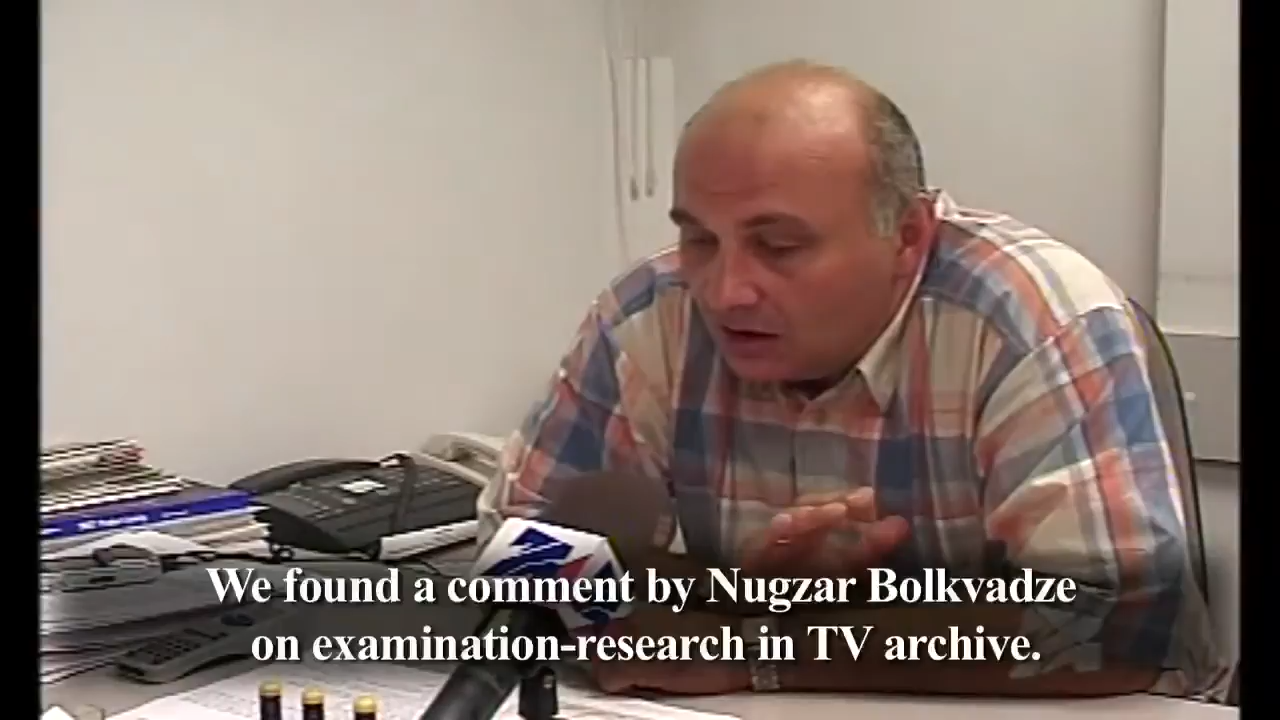 We found a comment by Nugzar Bolkvadze
on examination-research in TV archive.